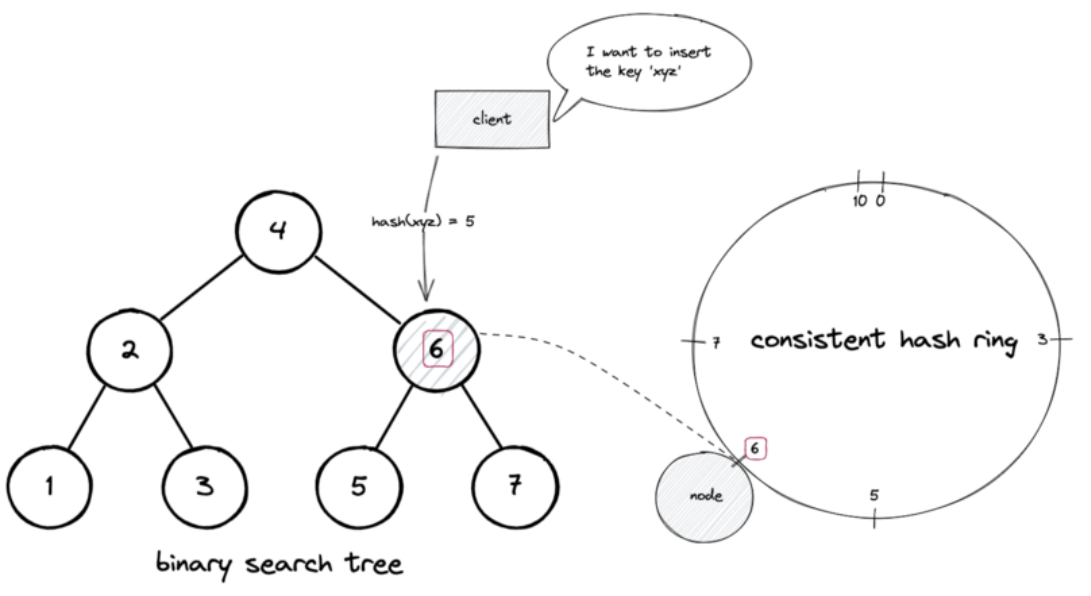 I want to insert
the key 'xyz'
client
hash(xyz) = 5
4
2
6
1
3
5
7
binary search tree
10 0
7
consistent hash ring
3
6
node
5